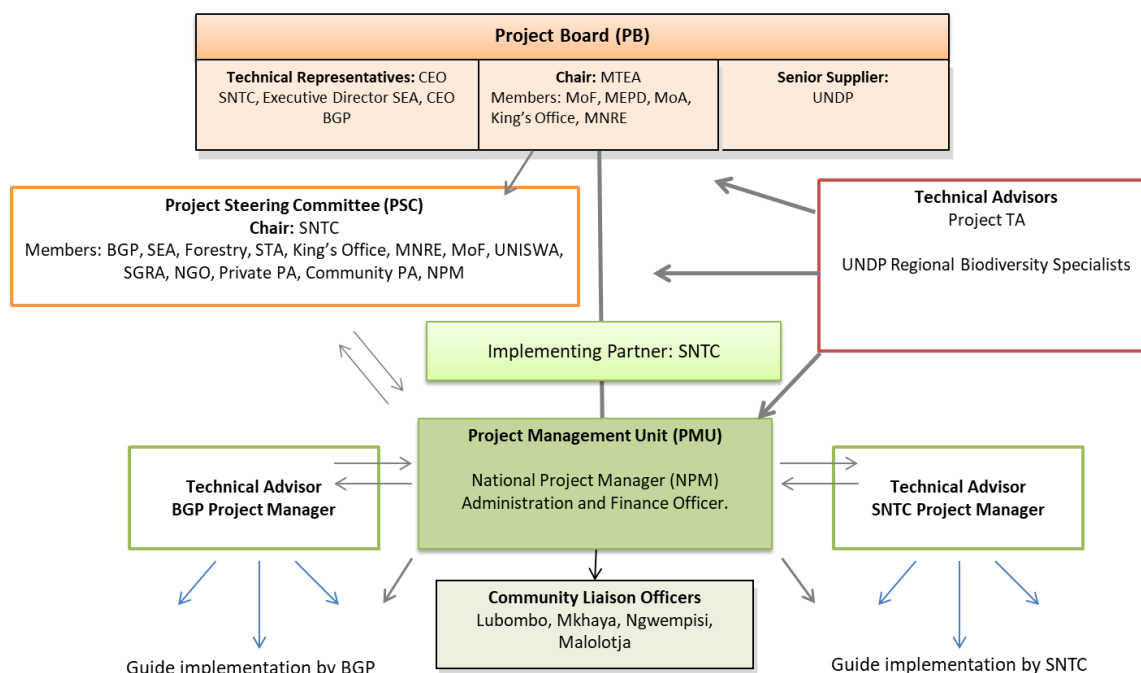 Project Board (PB)
Technical Representatives: CEO
SNTC, Executive Director SEA, CEO
BGP
Chair: MTEA
Members: MoF, MEPD, MoA,
King's Office, MNRE
Senior Supplier:
UNDP
Project Steering Committee (PSC)
Chair: SNTC
Members: BGP, SEA, Forestry, STA, King's Office, MNRE, MoF, UNISWA,
SGRA, NGO, Private PA, Community PA, NPM
Technical Advisors
Project TA
UNDP Regional Biodiversity Specialists
Implementing Partner: SNTC
Project Management Unit (PMU)
National Project Manager (NPM)
Administration and Finance Officer.
Technical Advisor
BGP Project Manager
Technical Advisor
SNTC Project Manager
Community Liaison Officers
Lubombo, Mkhaya, Ngwempisi,
Malolotja
Guide implementation by BGP
Guide implementation by SNTC